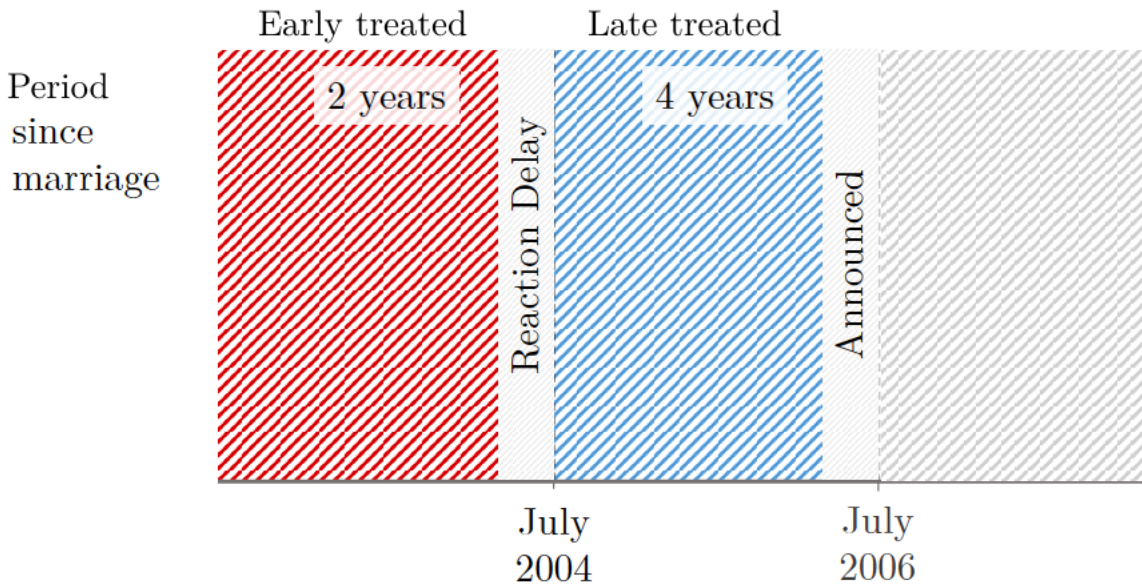 Early treated
Late treated
Period
since
marriage
2 years
4 years
Reaction Delay
Announced
July
2004
July
2006